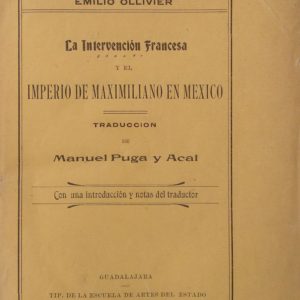 EMILIO OLLIVIER
La Intervención Francesa
Y EL
IMPERIO DE MAXIMILIANO EN MEXICO
TRADUCCION
DE
Manuel Puga y Acal
Con una introducción y notas del traductor
GUADALAJARA
TIP. DE LA ESCUELA DE ARTES DEL ESTADO